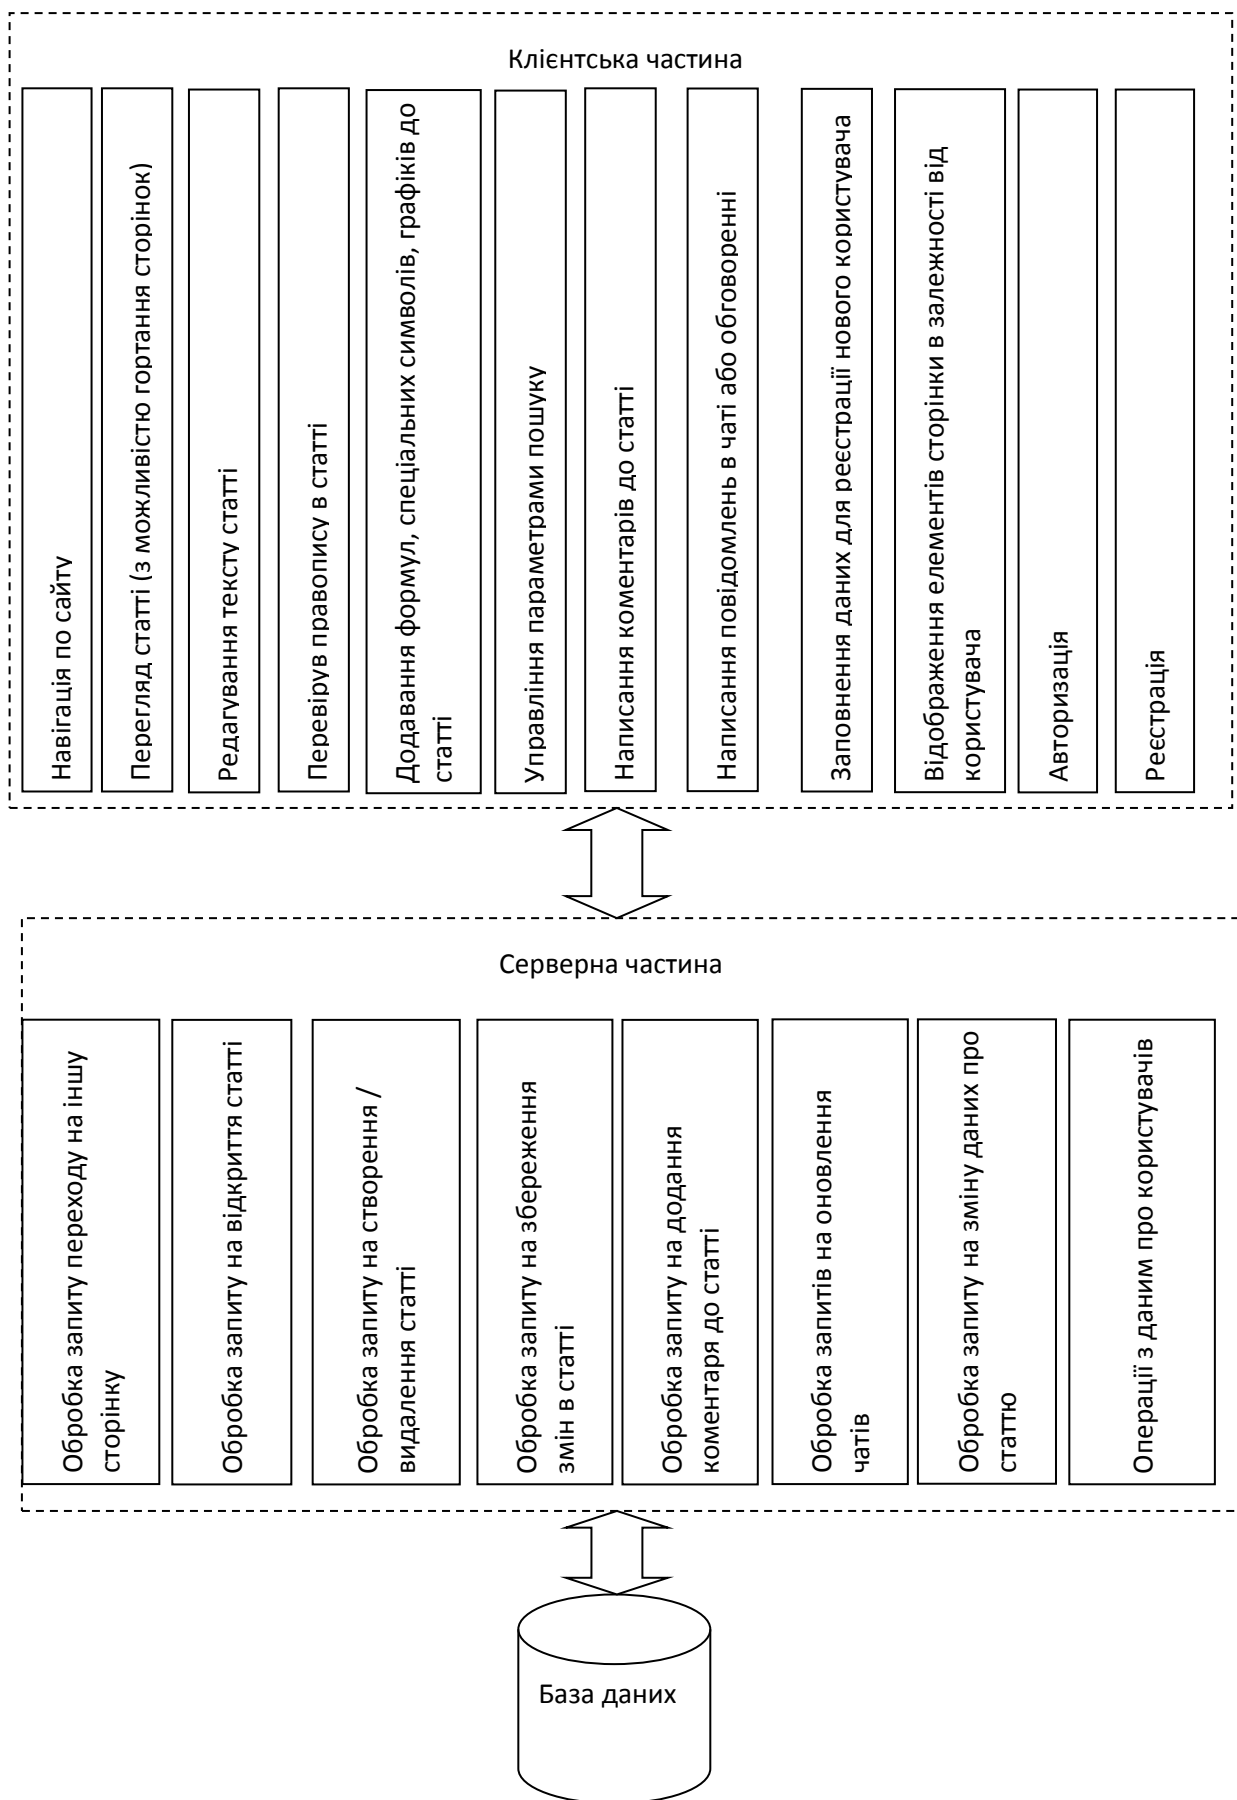 Клієнтська частина
Навігація по сайту
Перегляд статті (з можливістю гортання сторінок)
Редагування тексту статті
Перевірув правопису в статті
Додавання формул, спеціальних символів, графіків до
статті
Управління параметрами пошуку
Написання коментарів до статті
Написання повідомлень в чаті або обговоренні
Заповнення даних для реєстрації нового користувача
Відображення елементів сторінки в залежності від
користувача
Авторизація
Реєстрація
Серверна частина
Обробка запиту переходу на іншу
сторінку
Обробка запиту на відкриття статті
Обробка запиту на створення /
видалення статті
Обробка запиту на збереження
змін в статті
Обробка запиту на додання
коментаря до статті
Обробка запитів на оновлення
чатів
Обробка запиту на зміну даних про
статтю
Операції з даним про користувачів
База даних